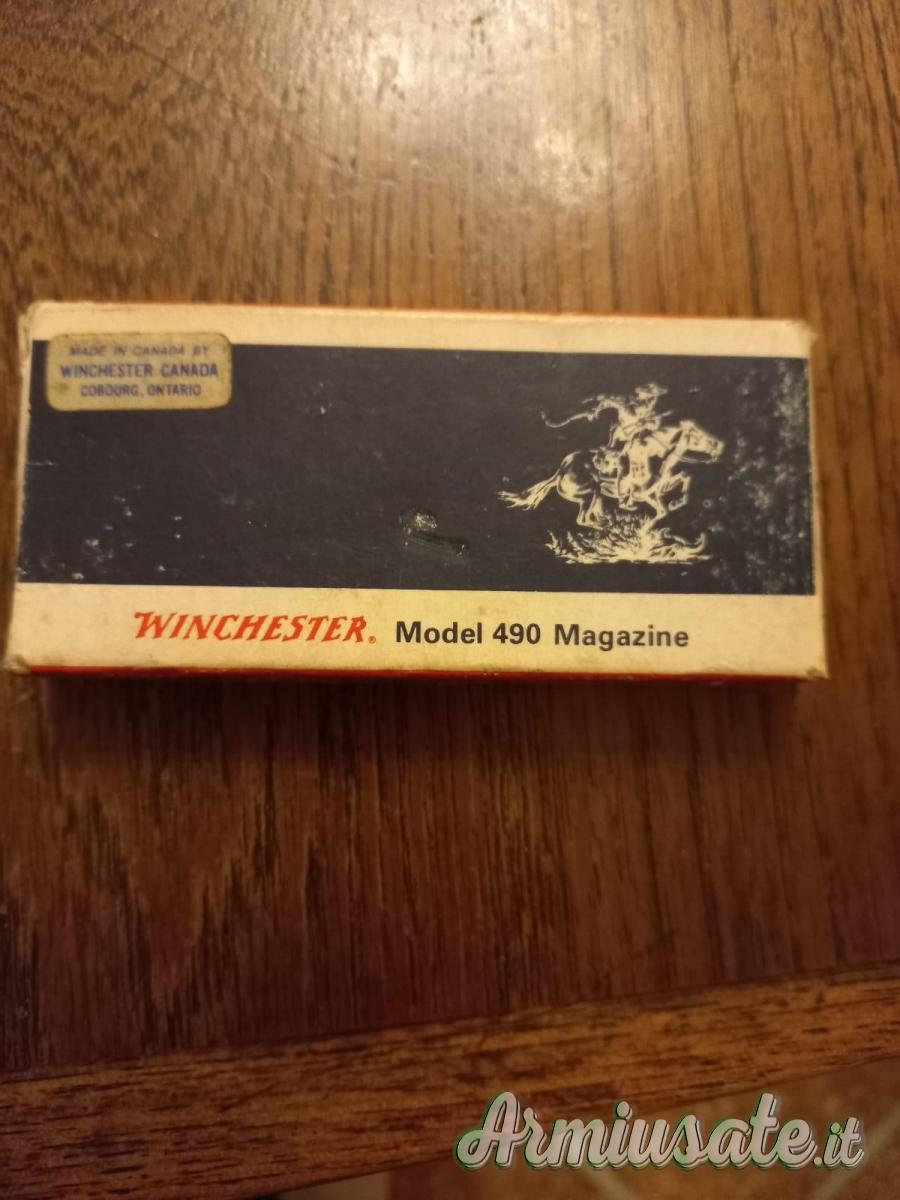 MADE IN CANADA BY
WINCHESTER CANADA
COBOURG, ONTARIO
WINCHESTER. Model 490 Magazine
Armiusate.it